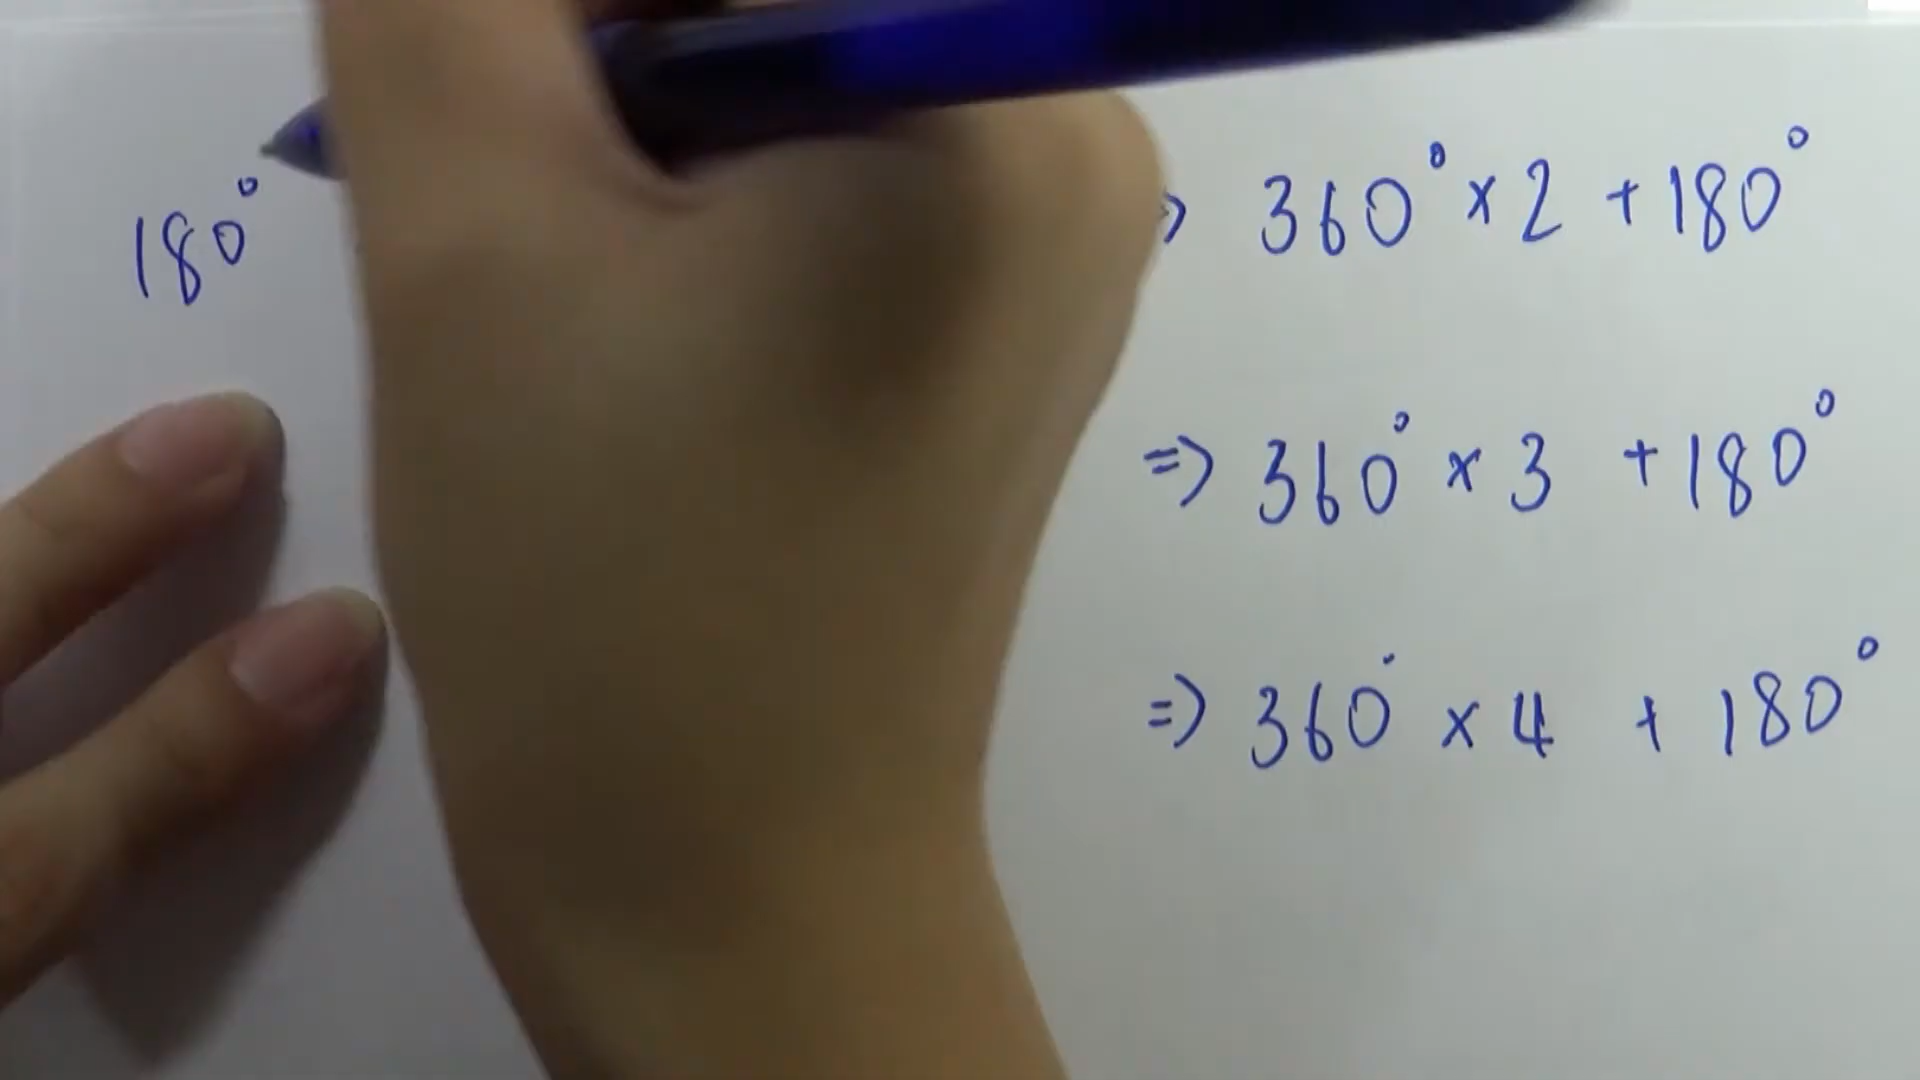 180°
⇒ 360° × 2 + 180°
⇒ 360° × 3 + 180°
⇒ 360° × 4 + 180°